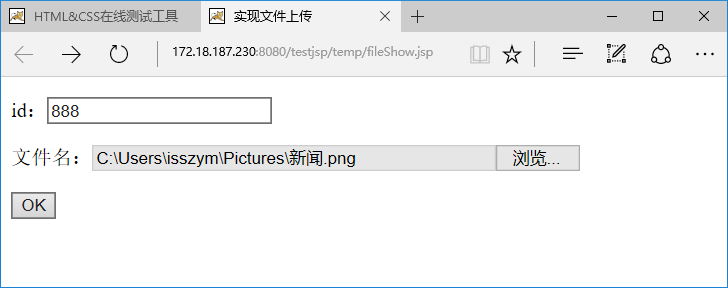 HTML&CSS在线测试工具 实现文件上传
172.18.187.230:8080/testjsp/temp/fileShow.jsp
id: 888
文件名: C:\Users\isszym\Pictures\新闻.png 浏览...
OK